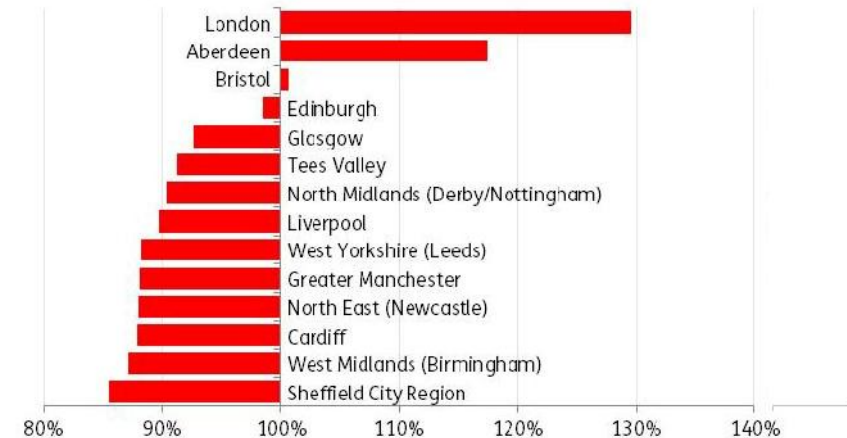 London
Aberdeen
Bristol
Edinburgh
Glasgow
Tees Valley
North Midlands (Derby/Nottingham)
Liverpool
West Yorkshire (Leeds)
Greater Manchester
North East (Newcastle)
Cardiff
West Midlands (Birmingham)
Sheffield City Region
80% 90% 100% 110% 120% 130% 140%